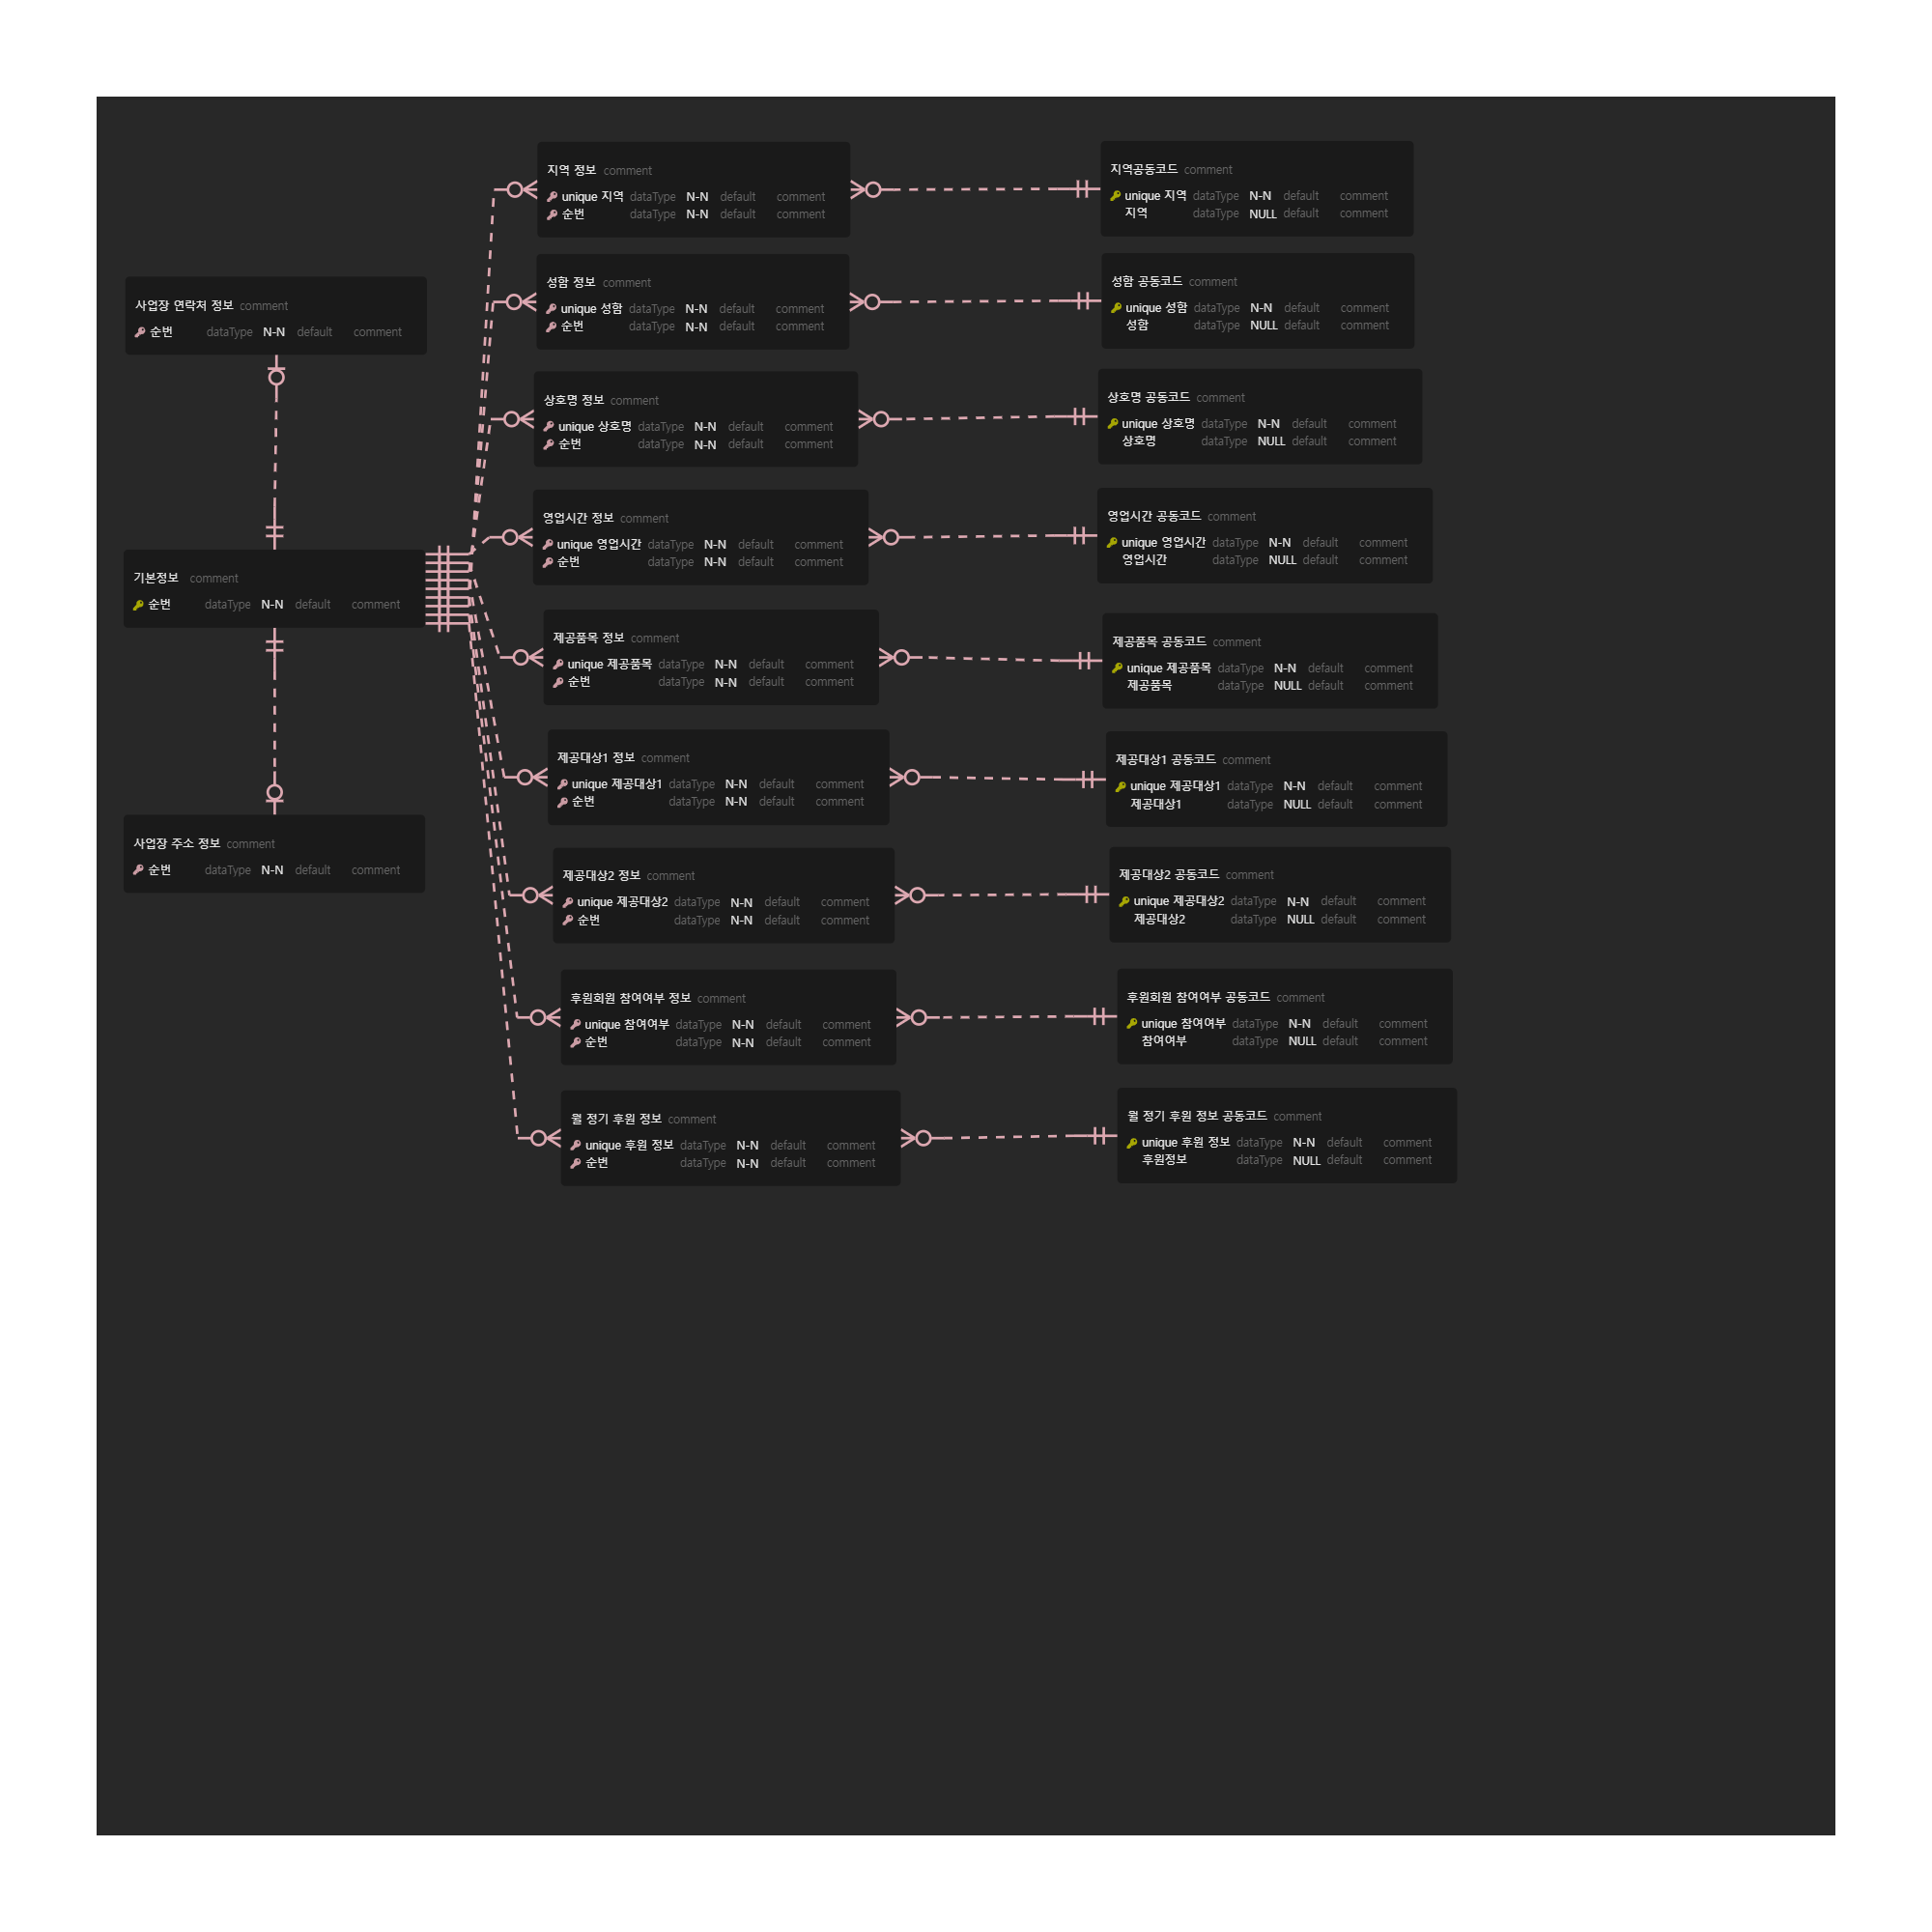 사업장 연락처 정보 comment
순번 dataType N-N default comment
기본정보 comment
순번 dataType N-N default comment
사업장 주소 정보 comment
순번 dataType N-N default comment
지역 정보 comment
unique 지역 dataType N-N default comment
순번 dataType N-N default comment
성함 정보 comment
unique 성함 dataType N-N default comment
순번 dataType N-N default comment
상호명 정보 comment
unique 상호명 dataType N-N default comment
순번 dataType N-N default comment
영업시간 정보 comment
unique 영업시간 dataType N-N default comment
순번 dataType N-N default comment
제공품목 정보 comment
unique 제공품목 dataType N-N default comment
순번 dataType N-N default comment
제공대상1 정보 comment
unique 제공대상1 dataType N-N default comment
순번 dataType N-N default comment
제공대상2 정보 comment
unique 제공대상2 dataType N-N default comment
순번 dataType N-N default comment
후원회원 참여여부 정보 comment
unique 참여여부 dataType N-N default comment
순번 dataType N-N default comment
월 정기 후원 정보 comment
unique 후원 정보 dataType N-N default comment
순번 dataType N-N default comment
지역공동코드 comment
unique 지역 dataType N-N default comment
지역 dataType NULL default comment
성함 공동코드 comment
unique 성함 dataType N-N default comment
성함 dataType NULL default comment
상호명 공동코드 comment
unique 상호명 dataType N-N default comment
상호명 dataType NULL default comment
영업시간 공동코드 comment
unique 영업시간 dataType N-N default comment
영업시간 dataType NULL default comment
제공품목 공동코드 comment
unique 제공품목 dataType N-N default comment
제공품목 dataType NULL default comment
제공대상1 공동코드 comment
unique 제공대상1 dataType N-N default comment
제공대상1 dataType NULL default comment
제공대상2 공동코드 comment
unique 제공대상2 dataType N-N default comment
제공대상2 dataType NULL default comment
후원회원 참여여부 공동코드 comment
unique 참여여부 dataType N-N default comment
참여여부 dataType NULL default comment
월 정기 후원 정보 공동코드 comment
unique 후원 정보 dataType N-N default comment
후원정보 dataType NULL default comment